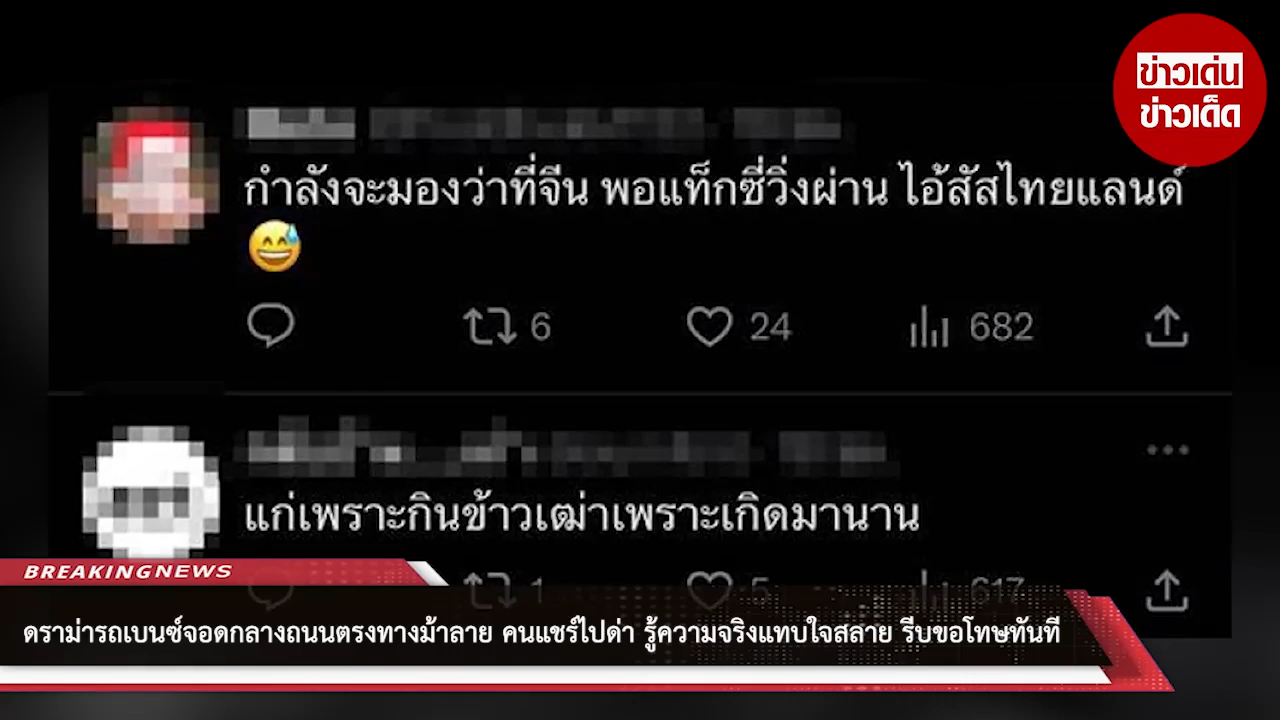 ข่าวเด่น
ข่าวเด็ด
กำลังจะมองว่าที่จีน พอแท็กซี่วิ่งผ่าน ไอ้สัสไทยแลนด์
6 24 682
แก่เพราะกินข้าวเฒ่าเพราะเกิดมานาน
1 5 617
BREAKINGNEWS
ดราม่ารถเบนซ์จอดกลางถนนตรงทางม้าลาย คนแชร์ไปด่า รู้ความจริงแทบใจสลาย รีบขอโทษทันที